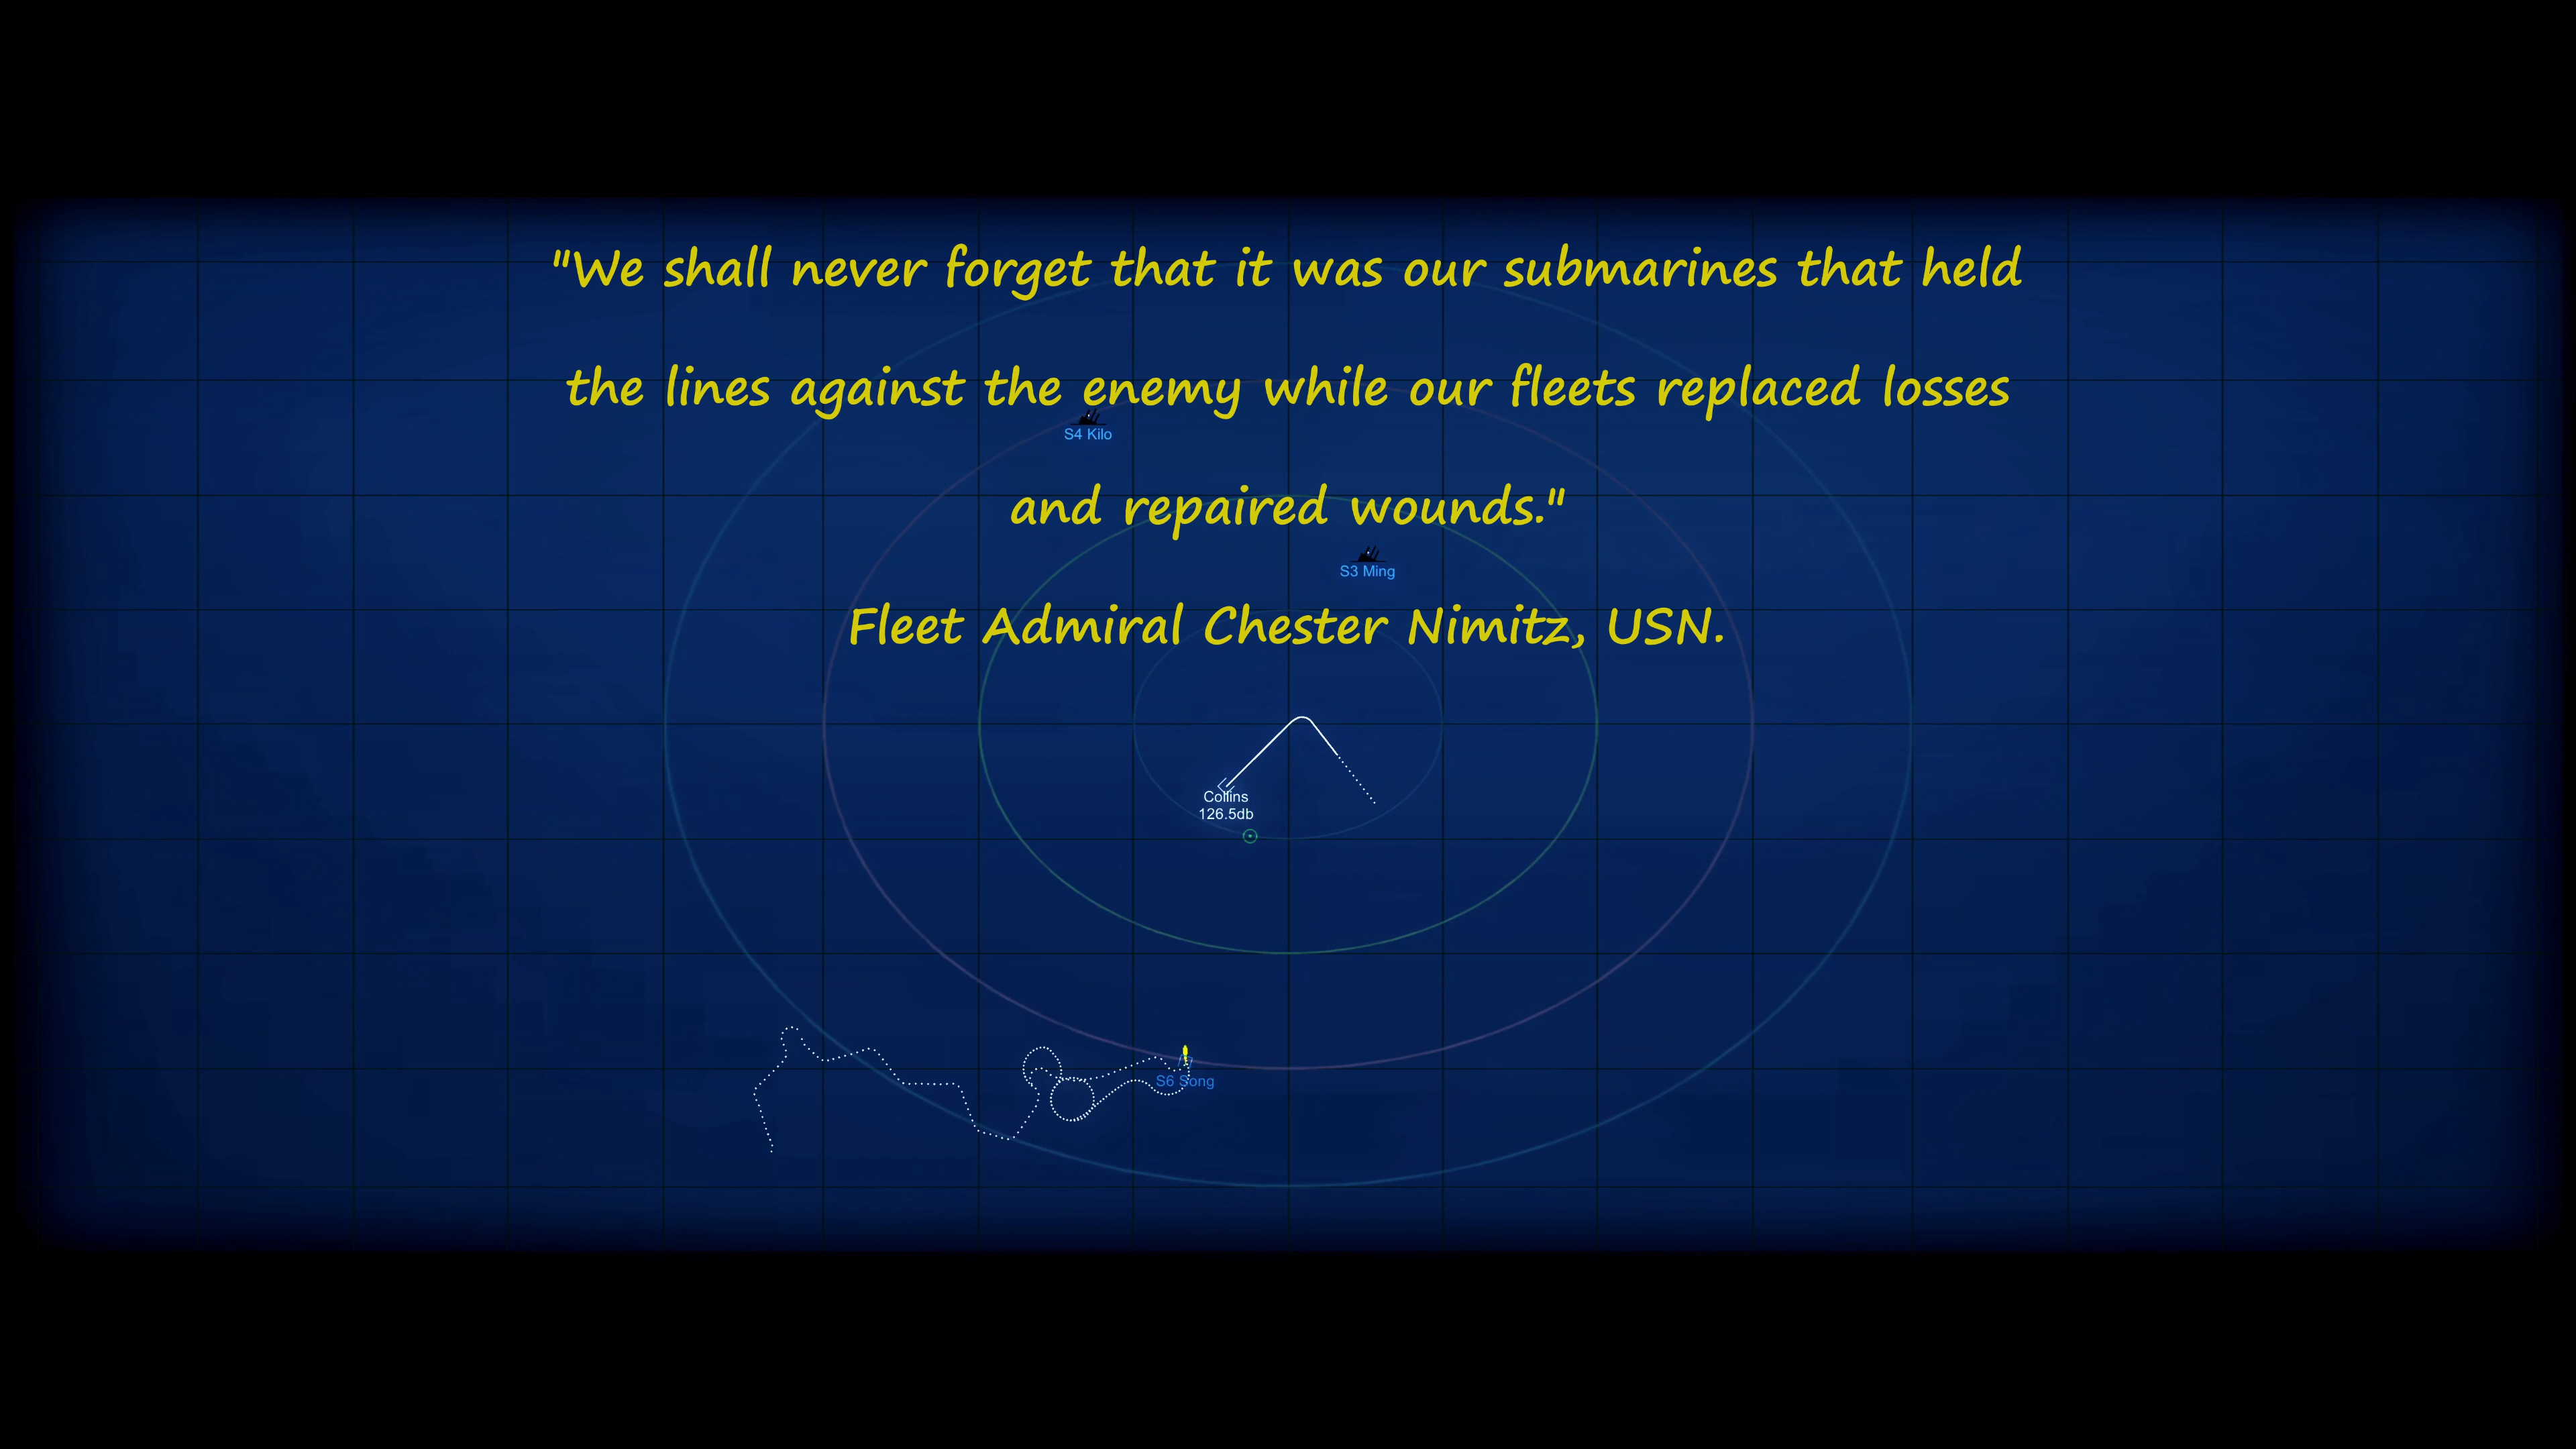 "We shall never forget that it was our submarines that held
the lines against the enemy while our fleets replaced losses
S4 Kilo
and repaired wounds."
S3 Ming
Fleet Admiral Chester Nimitz, USN.
Collins
126.5db
S6 Song